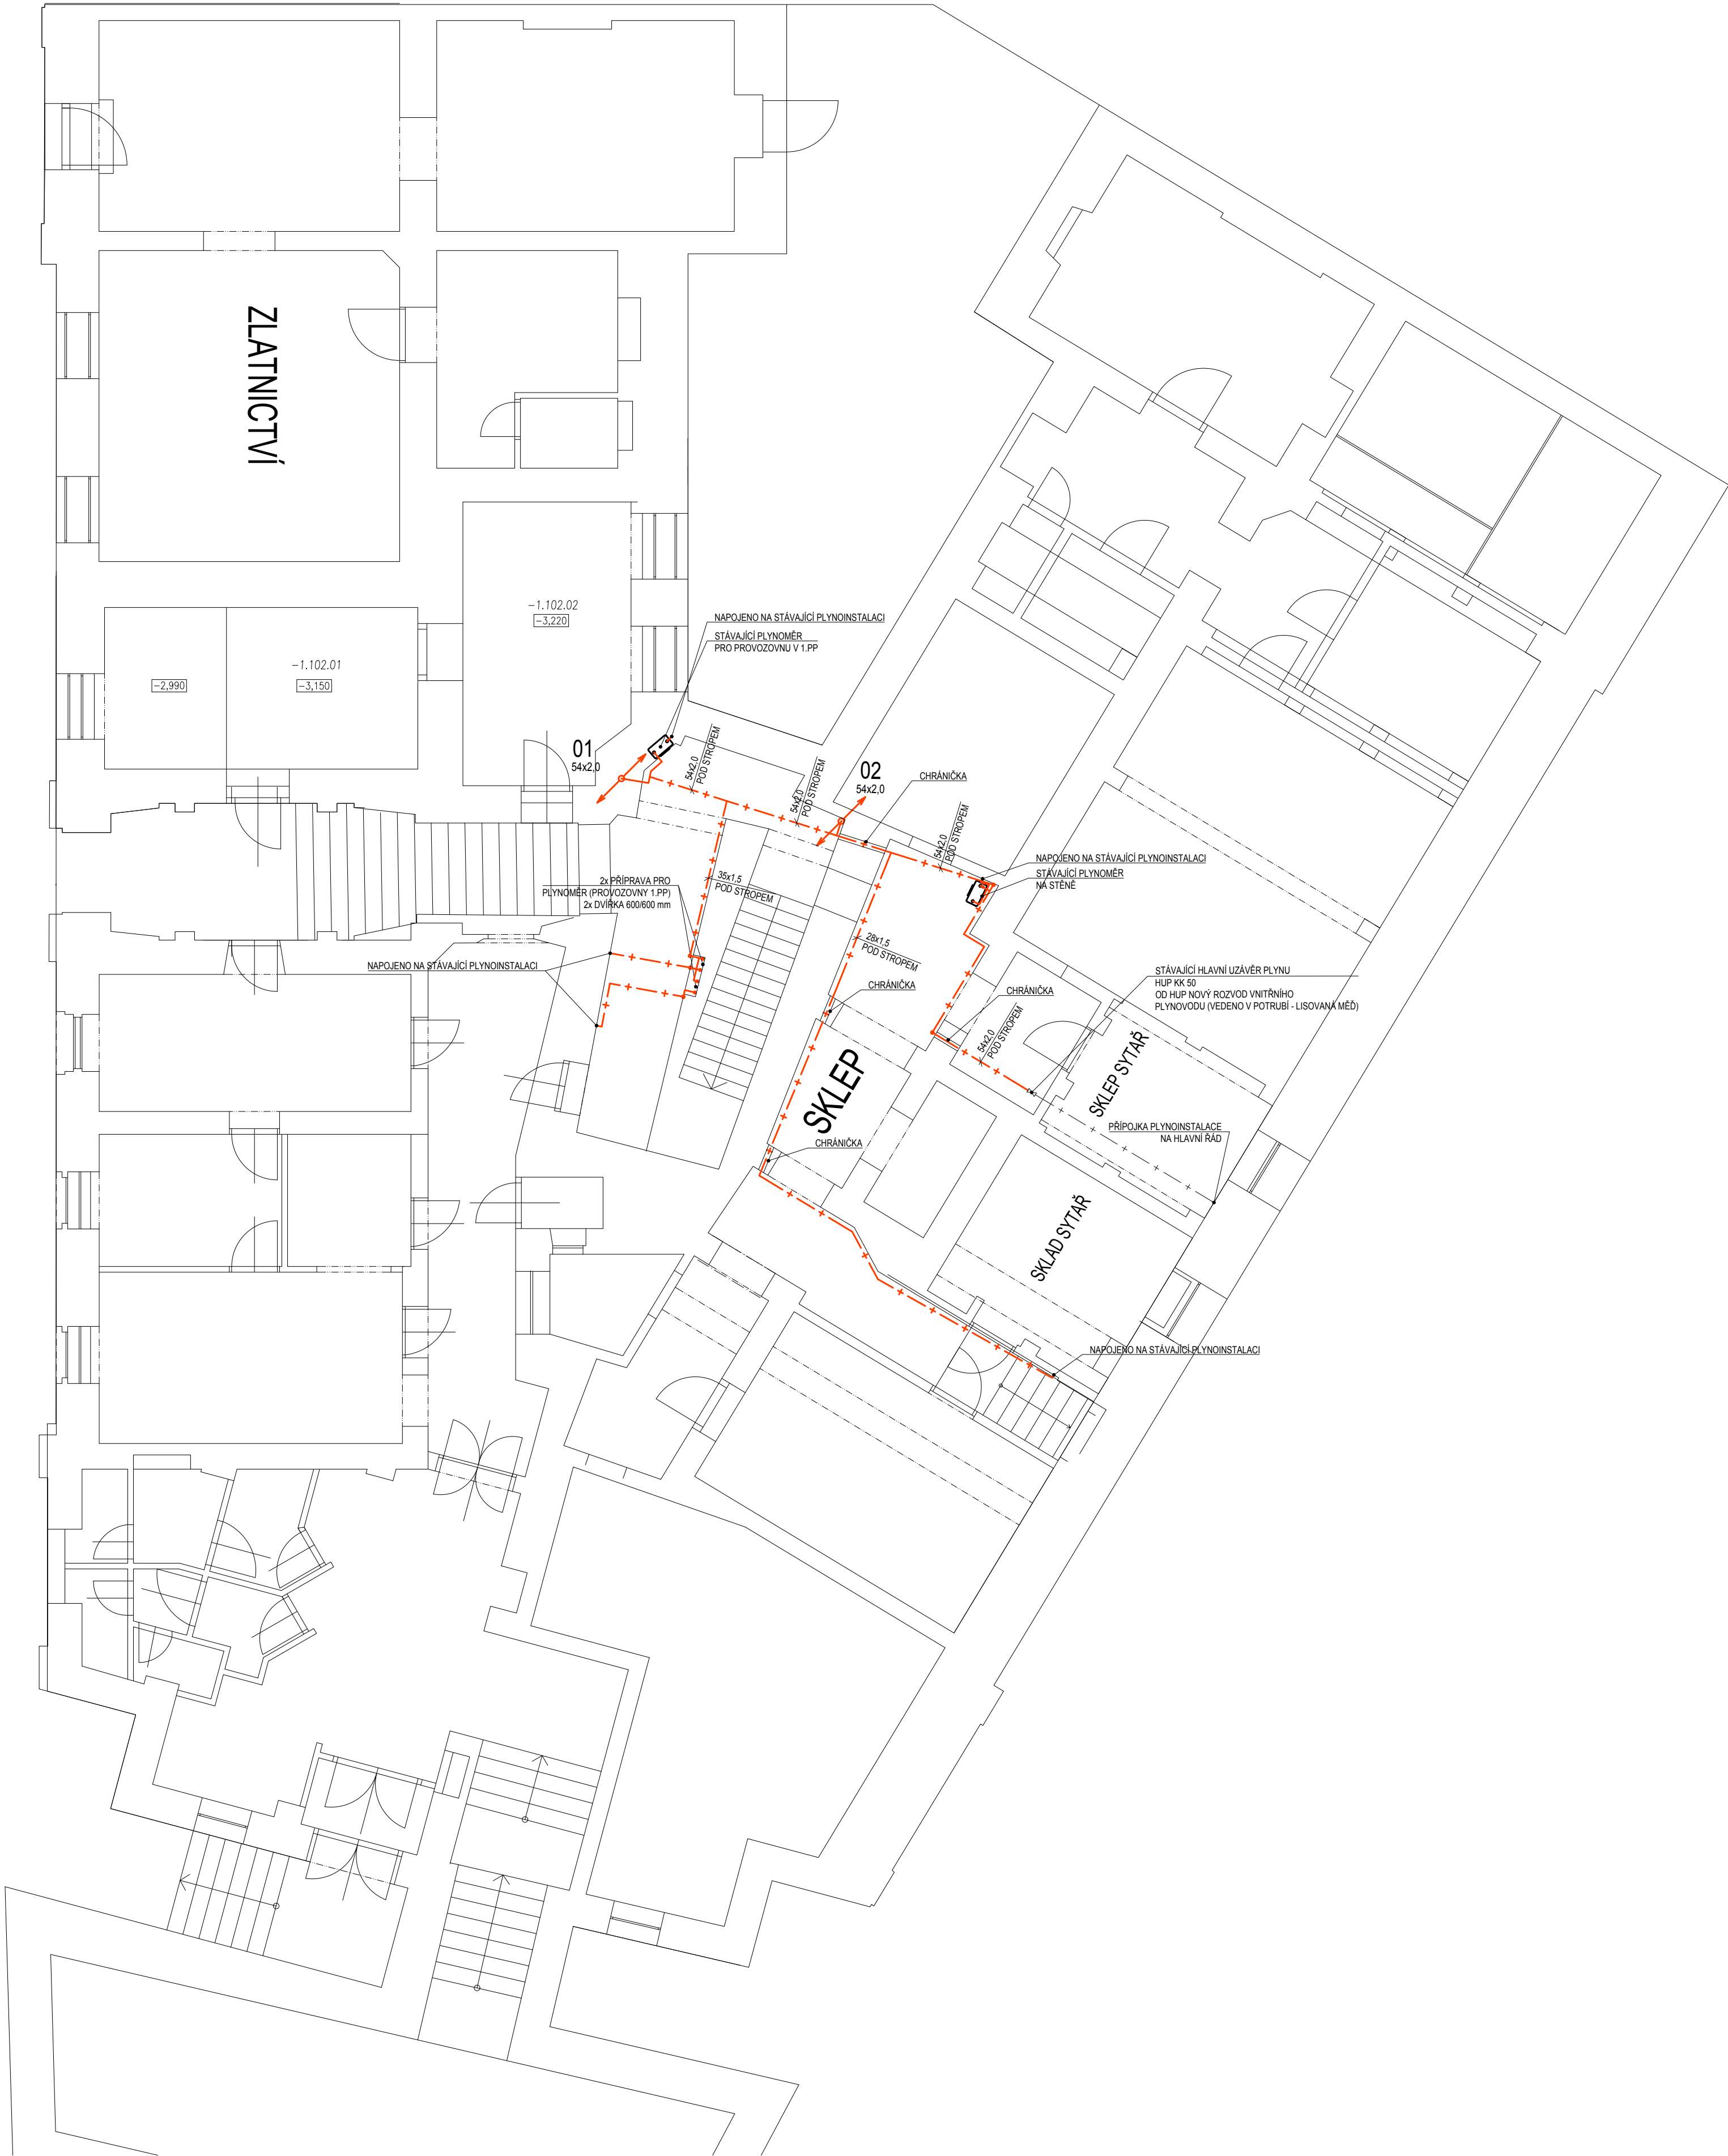 ZLATNICTVÍ
-1.102.02
-3,220
-1.102.01
-3,150
-2,990
NAPOJENO NA STÁVAJÍCÍ PLYNOINSTALACI
STÁVAJÍCÍ PLYNOMĚR
PRO PROVOZOVNU V 1.PP
01
54x2,0
54x2,0
POD STROPEM
54x2,0
POD STROPEM
02
54x2,0
CHRÁNIČKA
54x2,0
POD STROPEM
NAPOJENO NA STÁVAJÍCÍ PLYNOINSTALACI
STÁVAJÍCÍ PLYNOMĚR
NA STĚNĚ
2x PŘÍPRAVA PRO
PLYNOMĚR (PROVOZOVNY 1.PP)
2x DVÍŘKA 600/600 mm
35x1,5
POD STROPEM
28x1,5
POD STROPEM
NAPOJENO NA STÁVAJÍCÍ PLYNOINSTALACI
CHRÁNIČKA
CHRÁNIČKA
54x2,0
POD STROPEM
STÁVAJÍCÍ HLAVNÍ UZÁVĚR PLYNU
HUP KK 50
OD HUP NOVÝ ROZVOD VNITŘNÍHO
PLYNOVODU (VEDENO V POTRUBÍ - LISOVANÁ MĚĎ)
SKLEP
SKLEP SYTAŘ
PŘÍPOJKA PLYNOINSTALACE
NA HLAVNÍ ŘÁD
CHRÁNIČKA
SKLAD SYTAŘ
NAPOJENO NA STÁVAJÍCÍ PLYNOINSTALACI